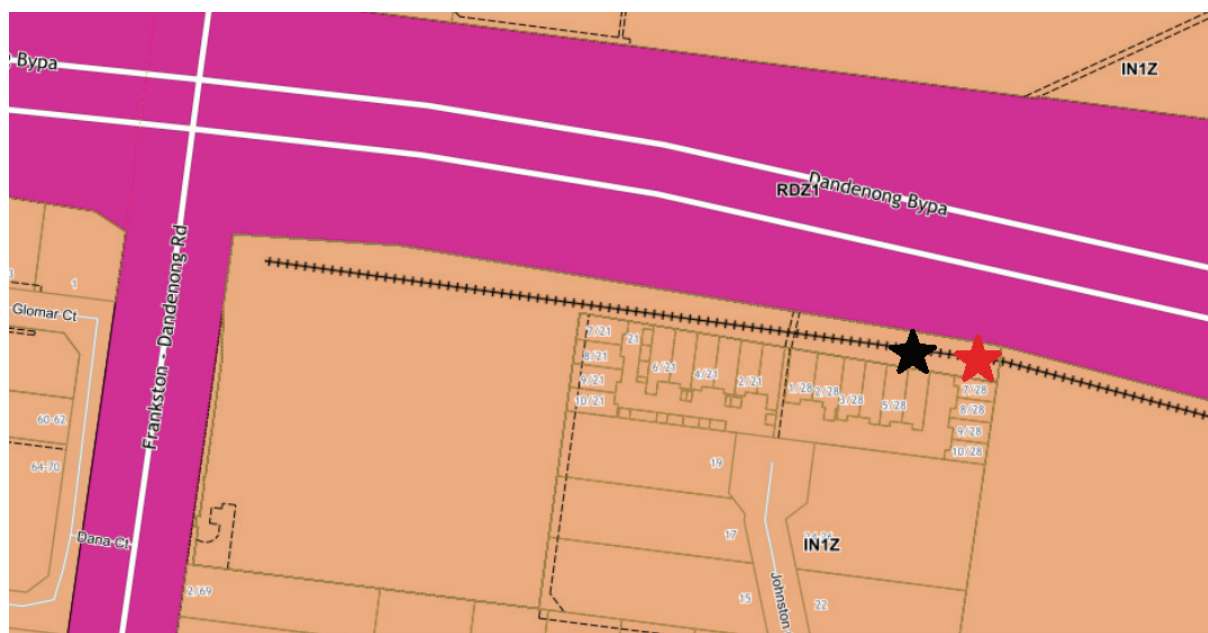 e Bypa
IN1Z
Dandenong Bypa
RDZ1
Frankston - Dandenong Rd
1
Glomar Ct
7/21
21
8/21
6/21
4/21
2/21
9/21
10/21
1/28
2/28
3/28
5/28
7/28
8/28
9/28
10/28
60-62
64-70
19
17
IN1Z
Dana Ct
15
22
Johnston
2/69